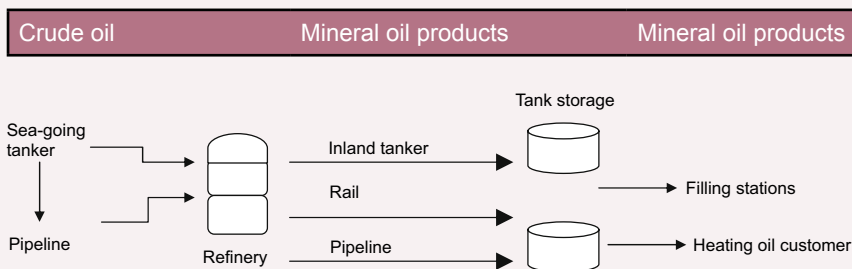 Crude oil
Mineral oil products
Mineral oil products
Tank storage
Sea-going
tanker
Inland tanker
Rail
Filling stations
Pipeline
Refinery
Pipeline
Heating oil customer